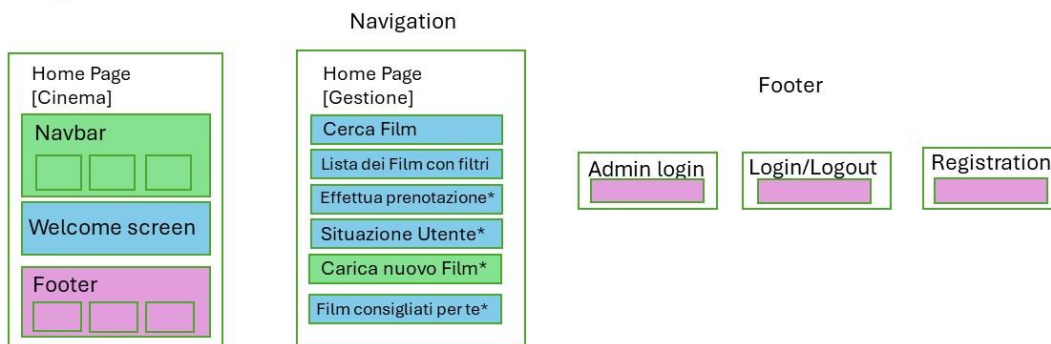 Navigation
Home Page
[Cinema]
Navbar
Welcome screen
Footer
Home Page
[Gestione]
Cerca Film
Lista dei Film con filtri
Effettua prenotazione*
Situazione Utente*
Carica nuovo Film*
Film consigliati per te*
Footer
Admin login
Login/Logout
Registration